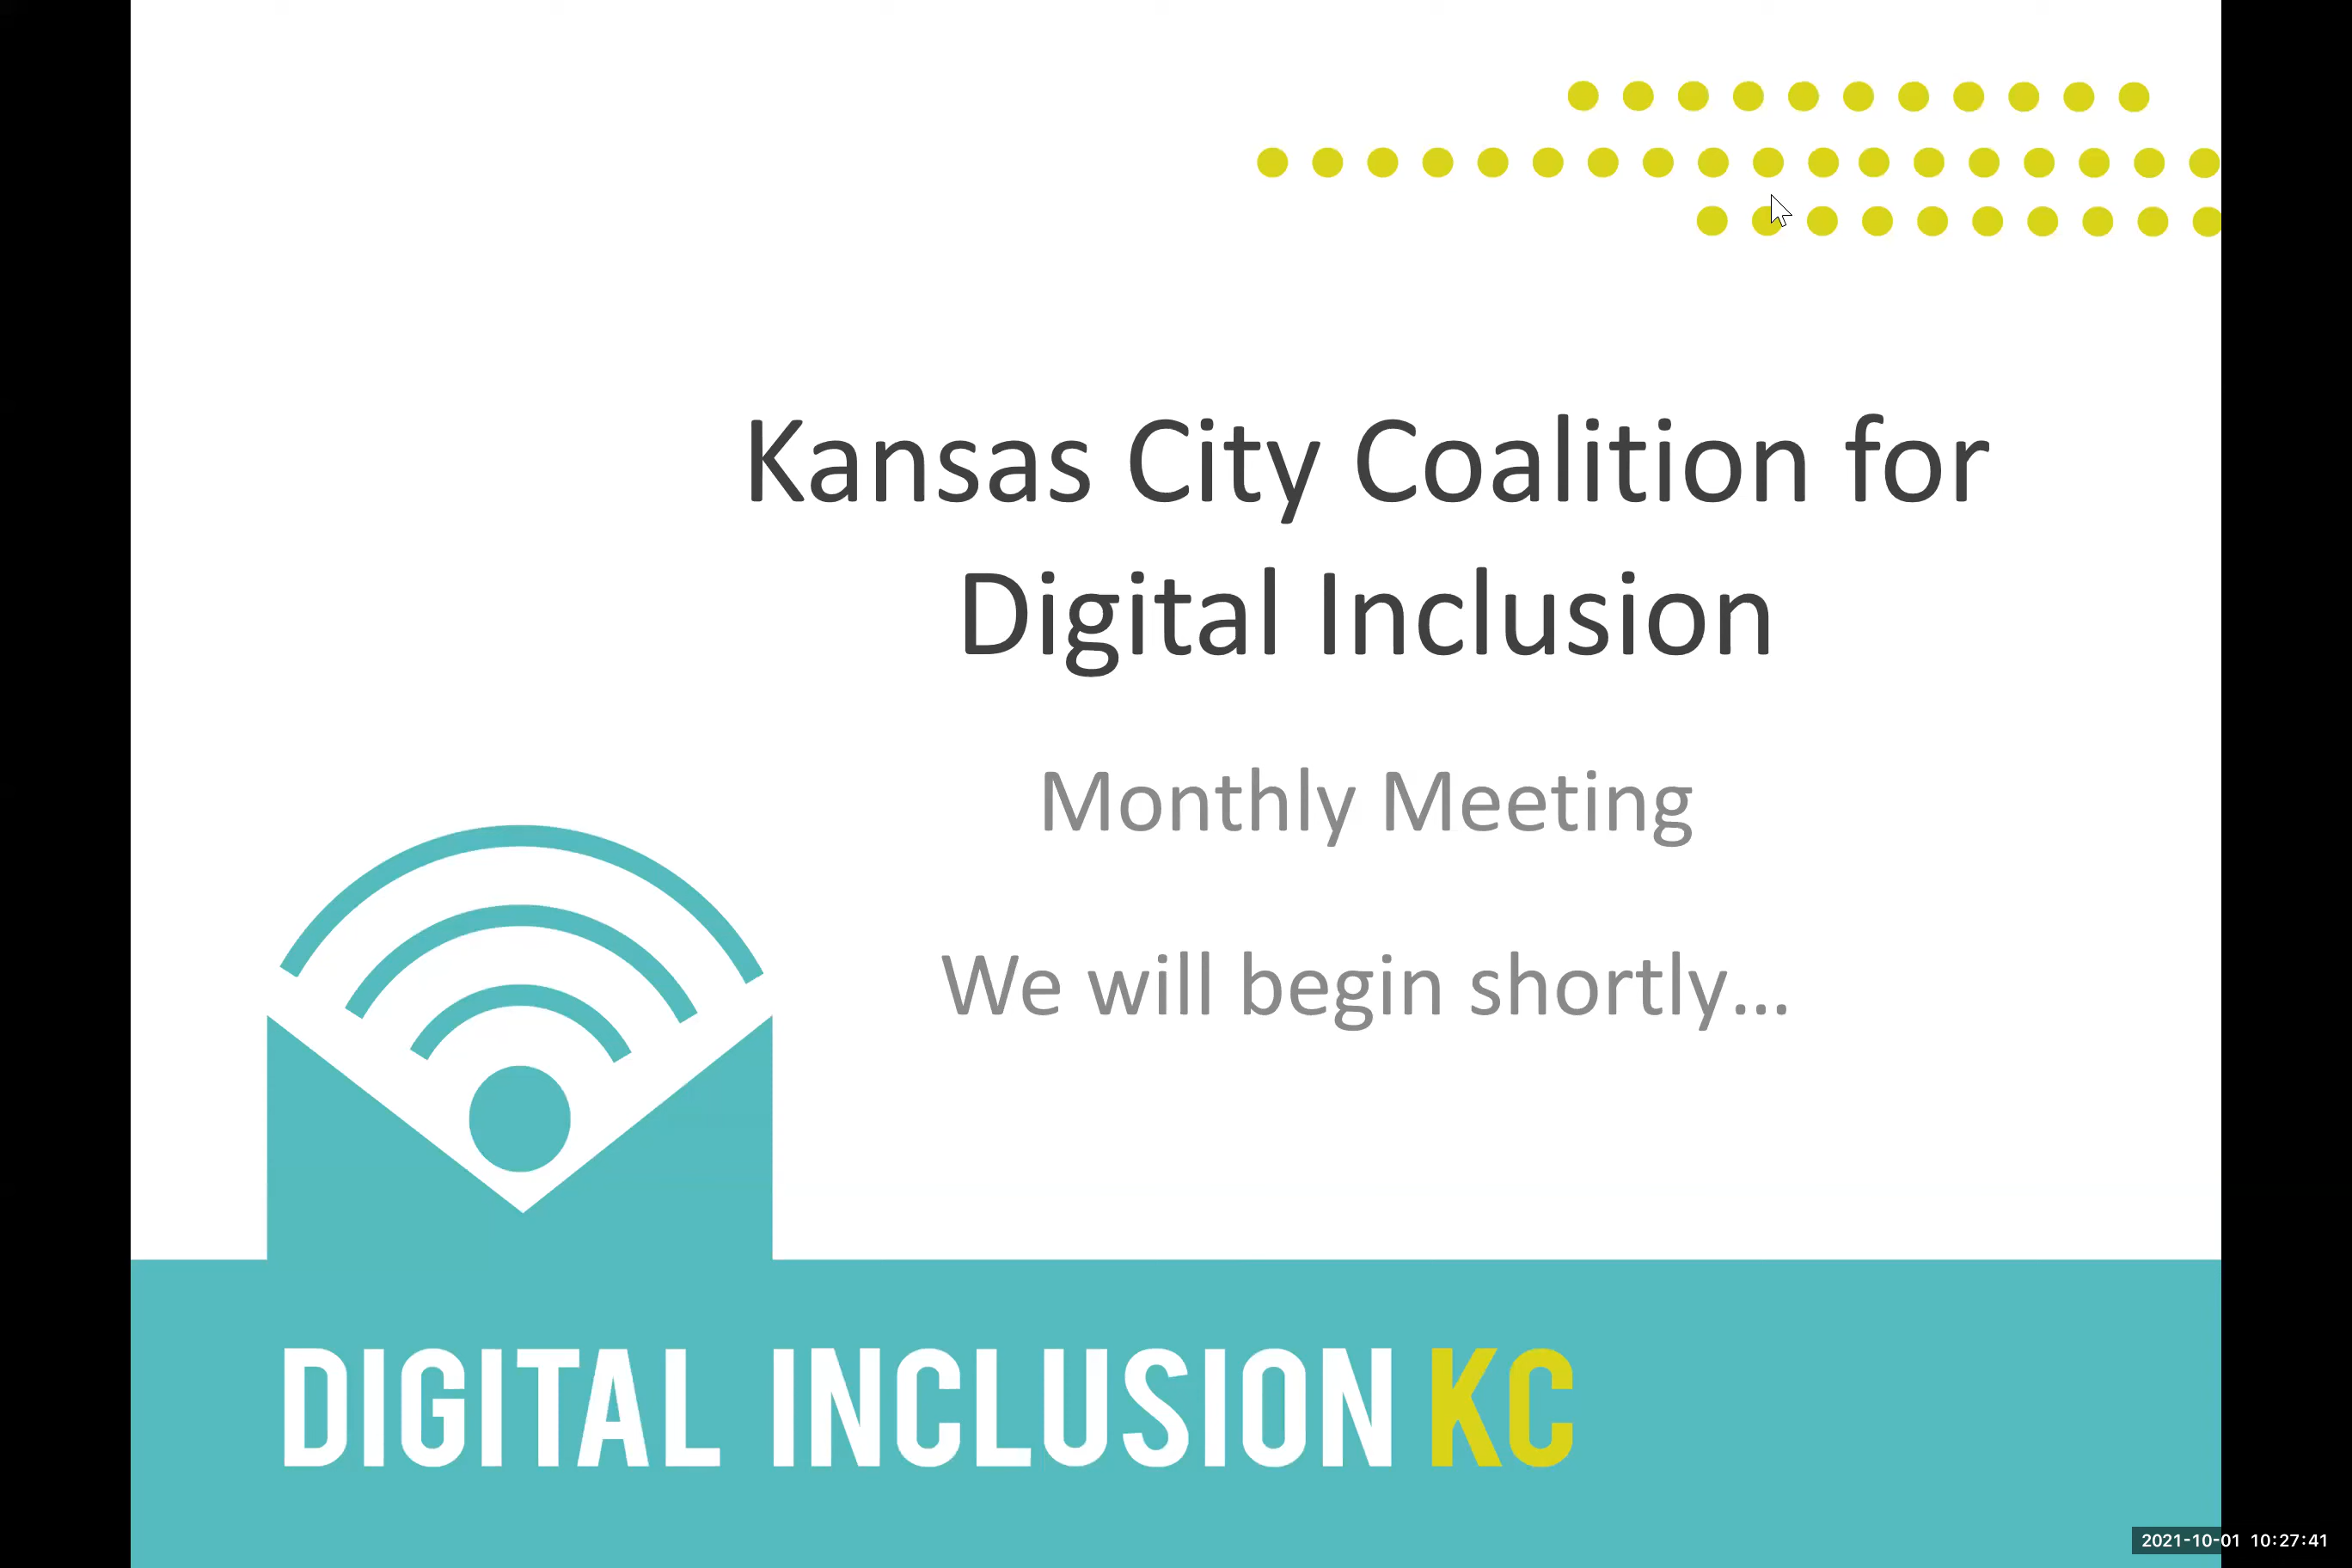 Kansas City Coalition for
Digital Inclusion
Monthly Meeting
We will begin shortly...
DIGITAL INCLUSION KC
2021-10-01 10:27:41